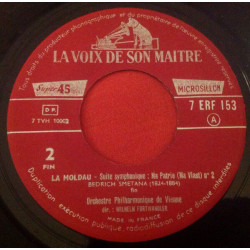 Tous droits du producteur phonographique et du propriétaire de l'œuvre enregistrée réservés
LA VOIX DE SON MAITRE
Super 45
MICROSILLON
D P
7 ERF 153
7 TVH 100
A
2
FIN
LA MOLDAU - Suite symphonique : Ma Patrie (Ma Vlast) n° 2
BEDRICH SMETANA (1824-1884)
fin
Orchestre Philharmonique de Vienne
dir. : WILHELM FURTWANGLER
MADE IN FRANCE
Duplication exécution publique, radiodiffusion de ce disque interdites